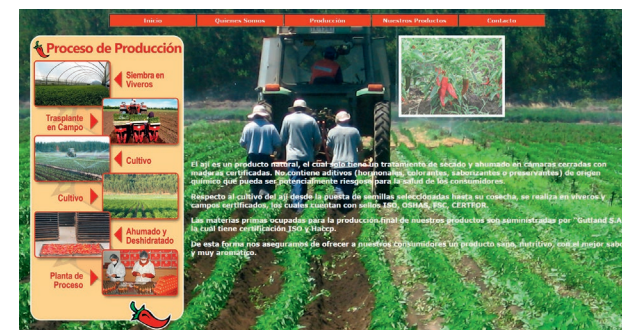 Inicio
Quienes Somos
Producción
Nuestros Productos
Contacto
Proceso de Producción
Siembra en
Viveros
Trasplante
en Campo
Cultivo
Cultivo
Ahumado y
Deshidratado
Planta de
Proceso
El ají es un producto natural, el cual solo tiene un tratamiento de secado y ahumado en cámaras cerradas con
maderas certificadas. No contiene aditivos (hormonales, colorantes, saborizantes o preservantes) de origen
químico que pueda ser potencialmente riesgoso para la salud de los consumidores.
Respecto al cultivo del ají desde la puesta de semillas seleccionadas hasta su cosecha, se realiza en viveros y
campos certificados, los cuales cuentan con sellos ISO, OSHAS, FSC, CERTFOR.
Las materias primas ocupadas para la producción final de nuestros productos son suministradas por "Gutland S.A
la cual tiene certificación ISO y Haccp.
De esta forma nos aseguramos de ofrecer a nuestros consumidores un producto sano, nutritivo, con el mejor sabo
y muy aromático.